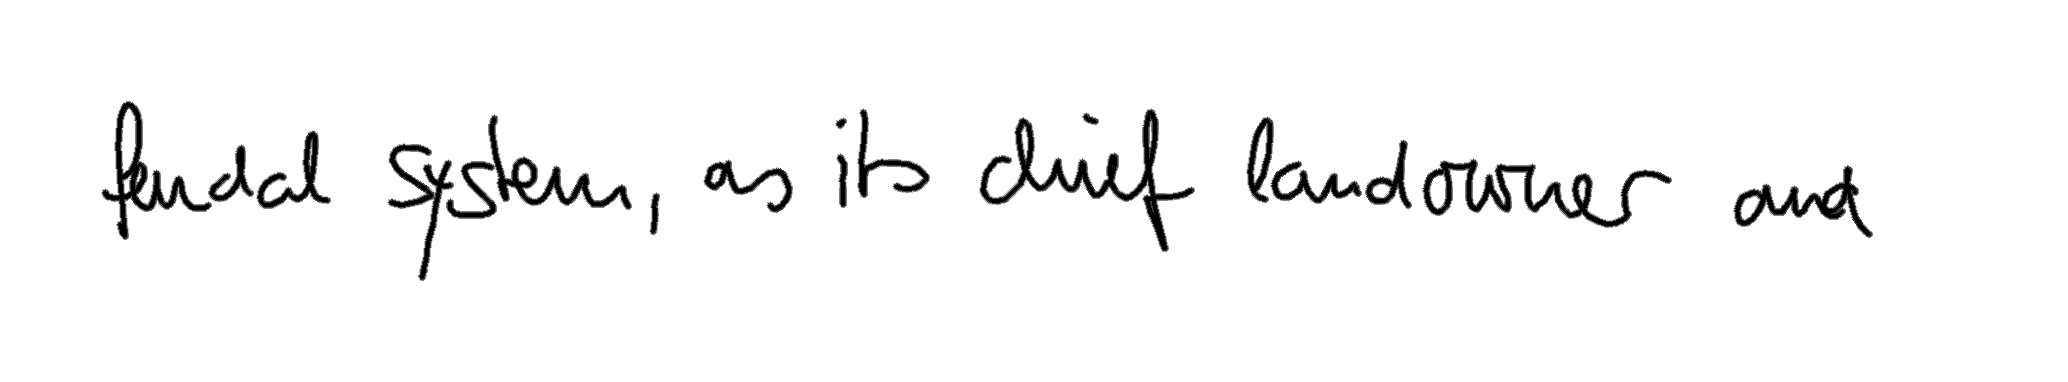 feudal system, as its chief landowner and